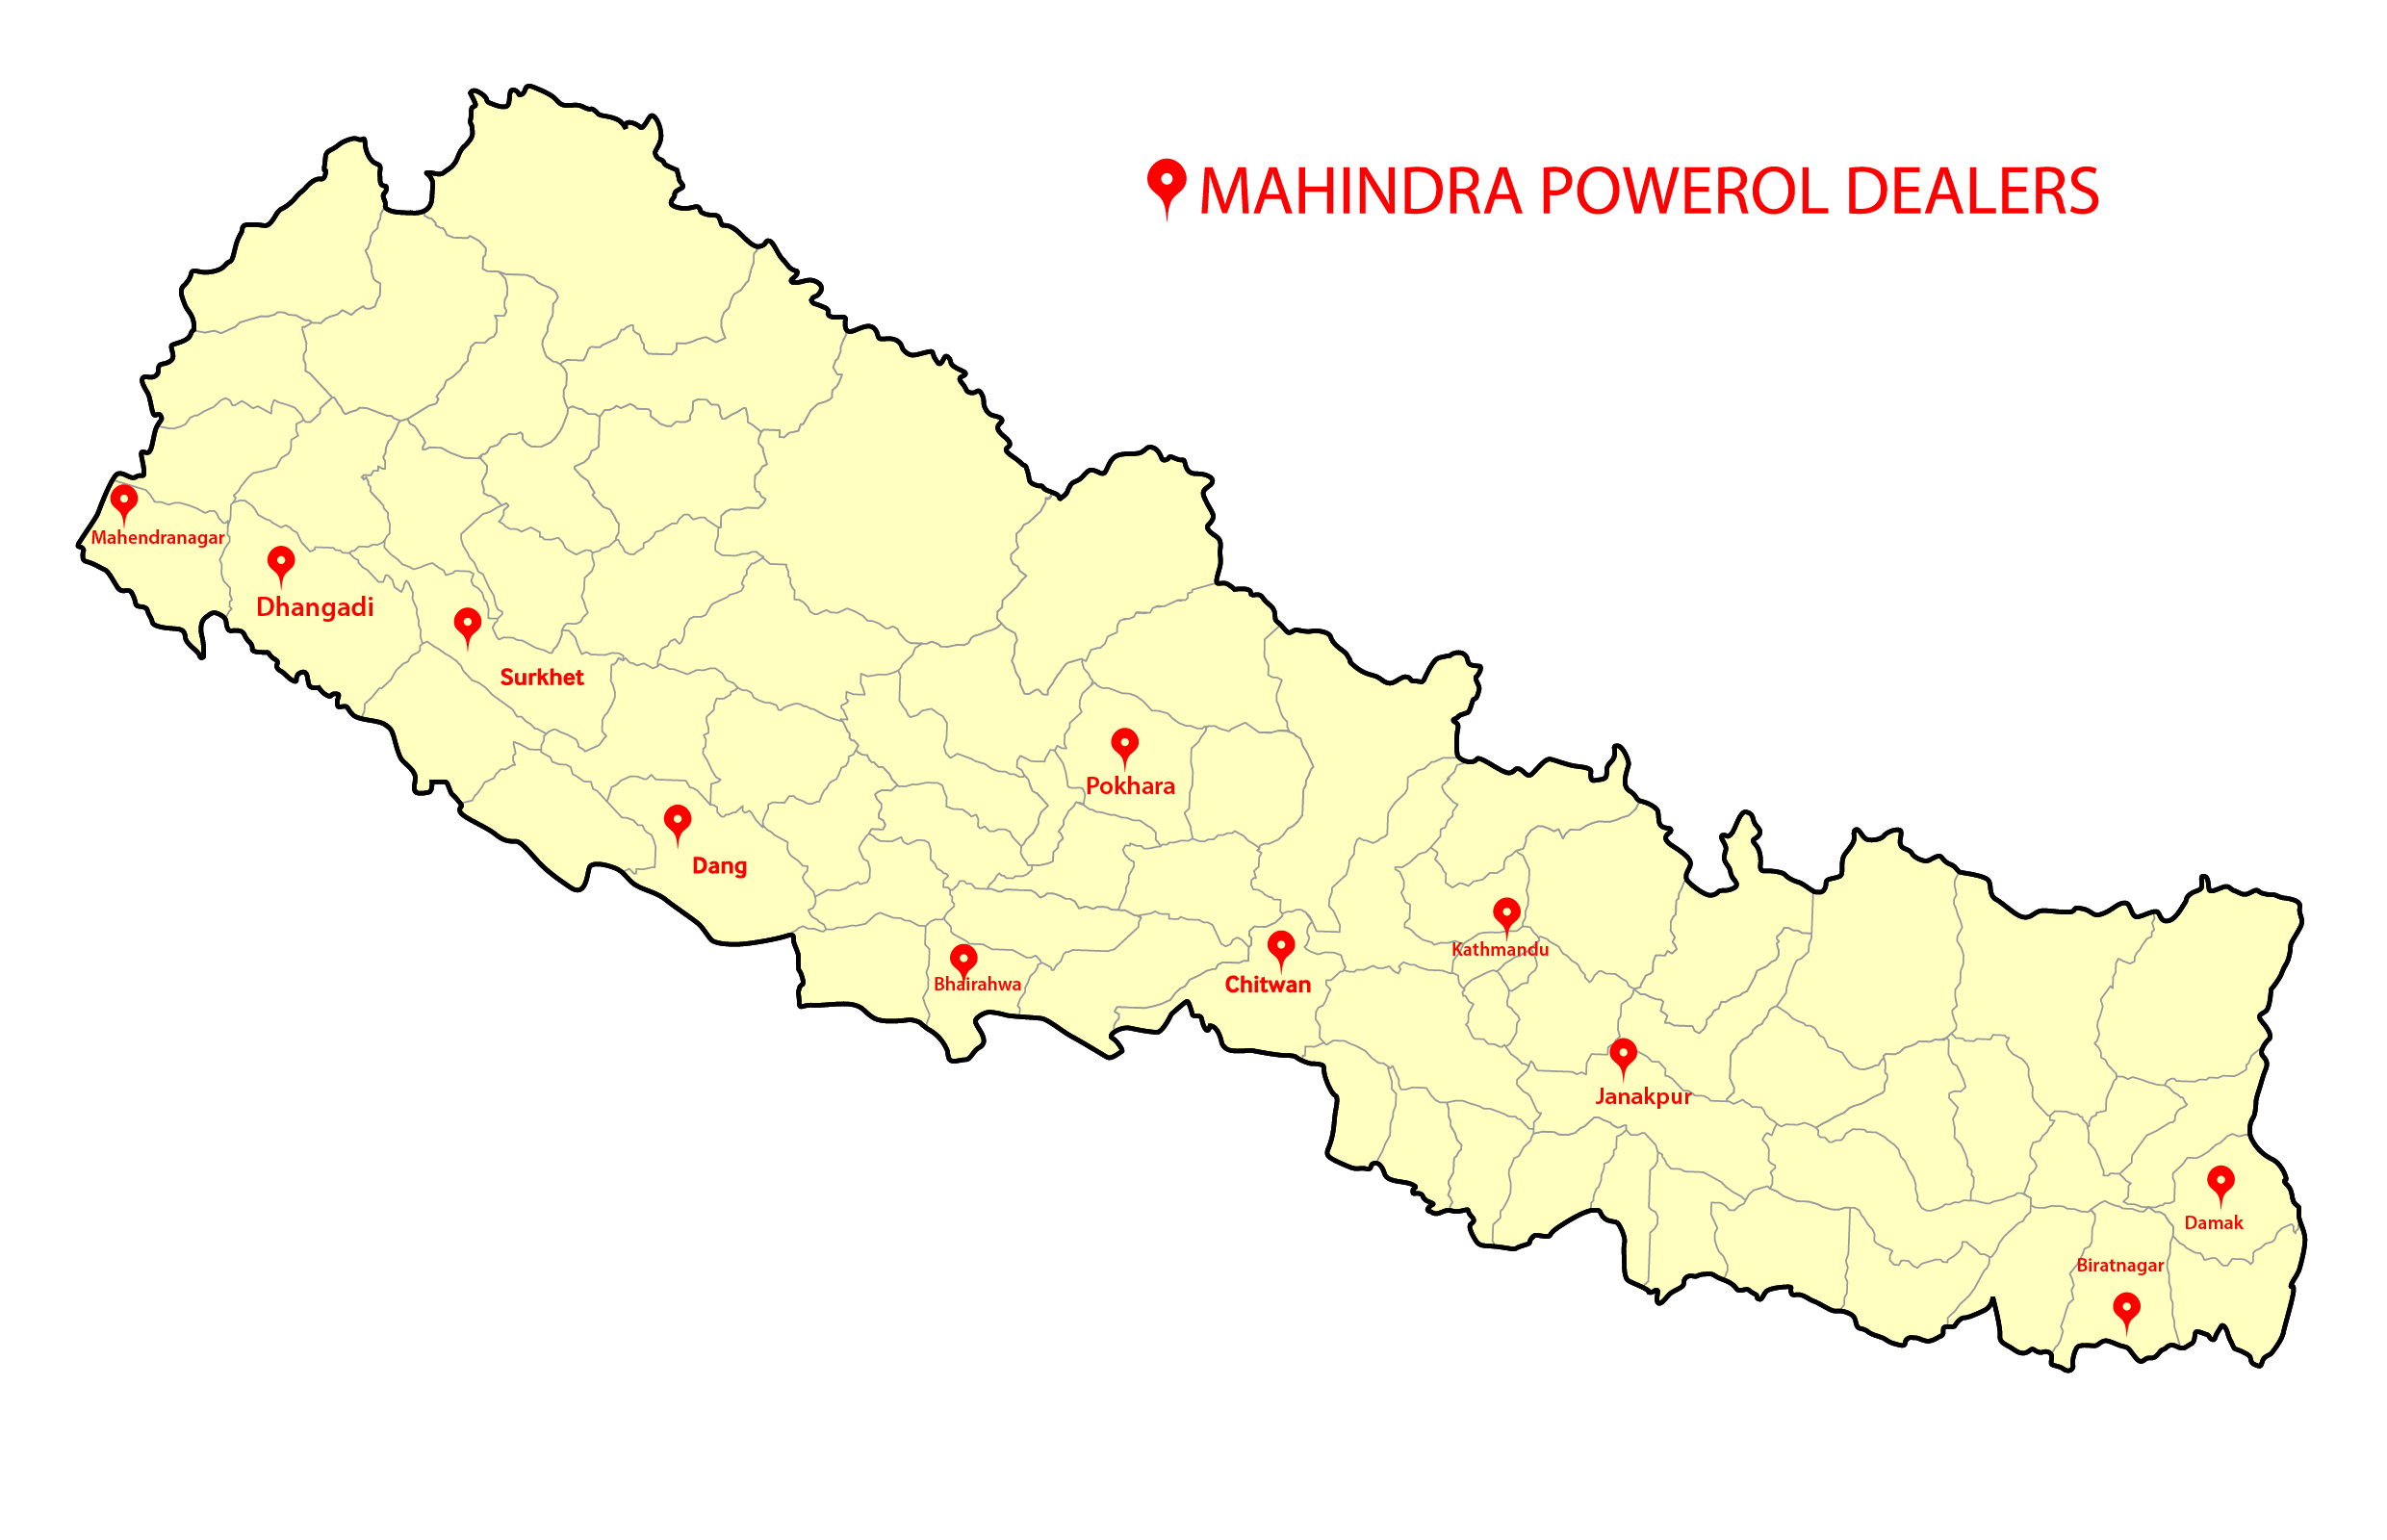 MAHINDRA POWEROL DEALERS
Mahendranagar
Dhangadi
Surkhet
Pokhara
Dang
Kathmandu
Bhairahwa
Chitwan
Janakpur
Damak
Biratnagar